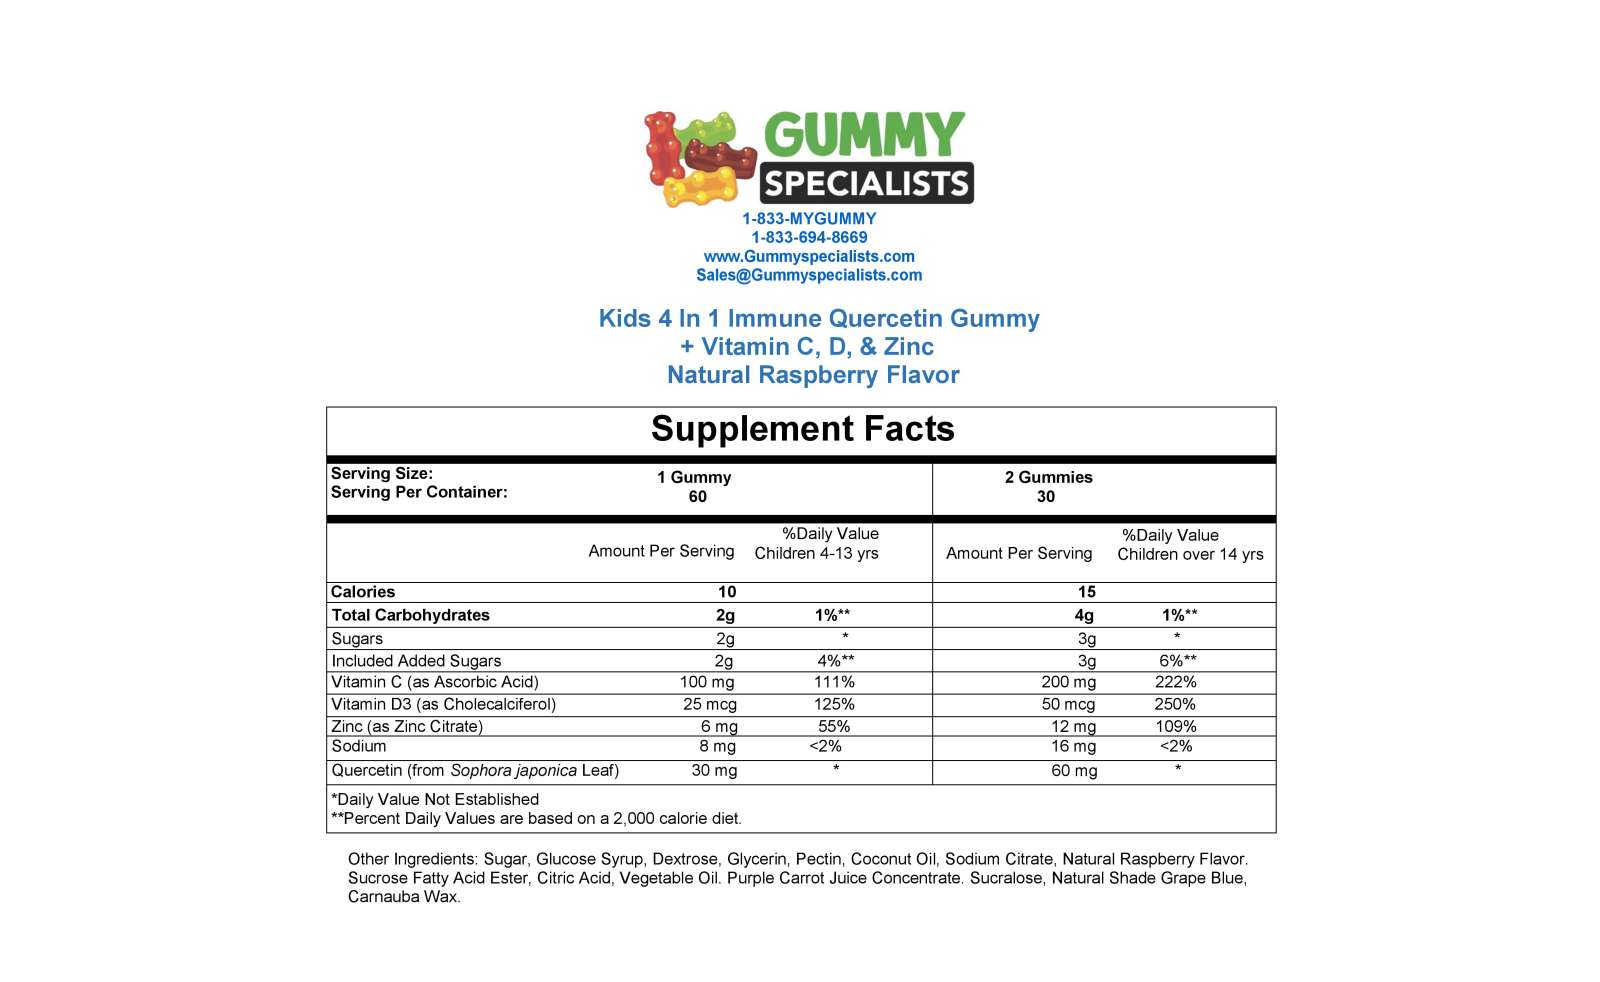 GUMMY
SPECIALISTS
1-833-MYGUMMY
1-833-694-8669
www.Gummyspecialists.com
Sales@Gummyspecialists.com
Kids 4 In 1 Immune Quercetin Gummy
+ Vitamin C, D, & Zinc
Natural Raspberry Flavor
Supplement Facts
Serving Size: 1 Gummy 2 Gummies
Serving Per Container: 60 30
%Daily Value %Daily Value
Amount Per Serving Children 4-13 yrs Amount Per Serving Children over 14 yrs
Calories 10 15
Total Carbohydrates 2g 1%** 4g 1%**
Sugars 2g * 3g *
Included Added Sugars 2g 4%** 3g 6%**
Vitamin C (as Ascorbic Acid) 100 mg 111% 200 mg 222%
Vitamin D3 (as Cholecalciferol) 25 mcg 125% 50 mcg 250%
Zinc (as Zinc Citrate) 6 mg 55% 12 mg 109%
Sodium 8 mg <2% 16 mg <2%
Quercetin (from Sophora japonica Leaf) 30 mg * 60 mg *
*Daily Value Not Established
**Percent Daily Values are based on a 2,000 calorie diet.
Other Ingredients: Sugar, Glucose Syrup, Dextrose, Glycerin, Pectin, Coconut Oil, Sodium Citrate, Natural Raspberry Flavor.
Sucrose Fatty Acid Ester, Citric Acid, Vegetable Oil. Purple Carrot Juice Concentrate. Sucralose, Natural Shade Grape Blue,
Carnauba Wax.